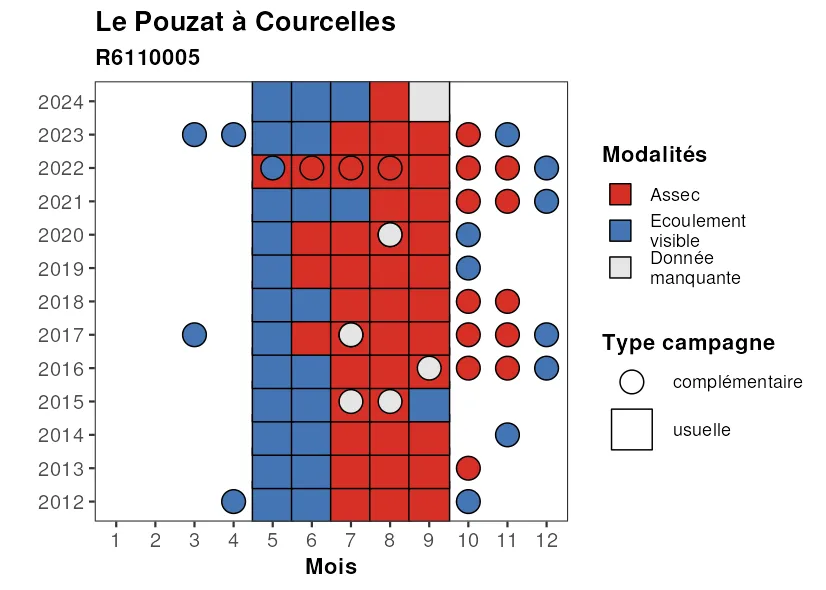 Le Pouzat à Courcelles
R6110005
2024
2023
2022
2021
2020
2019
2018
2017
2016
2015
2014
2013
2012
1 2 3 4 5 6 7 8 9 10 11 12
Mois
Modalités
Assec
Ecoulement
visible
Donnée
manquante
Type campagne
complémentaire
usuelle